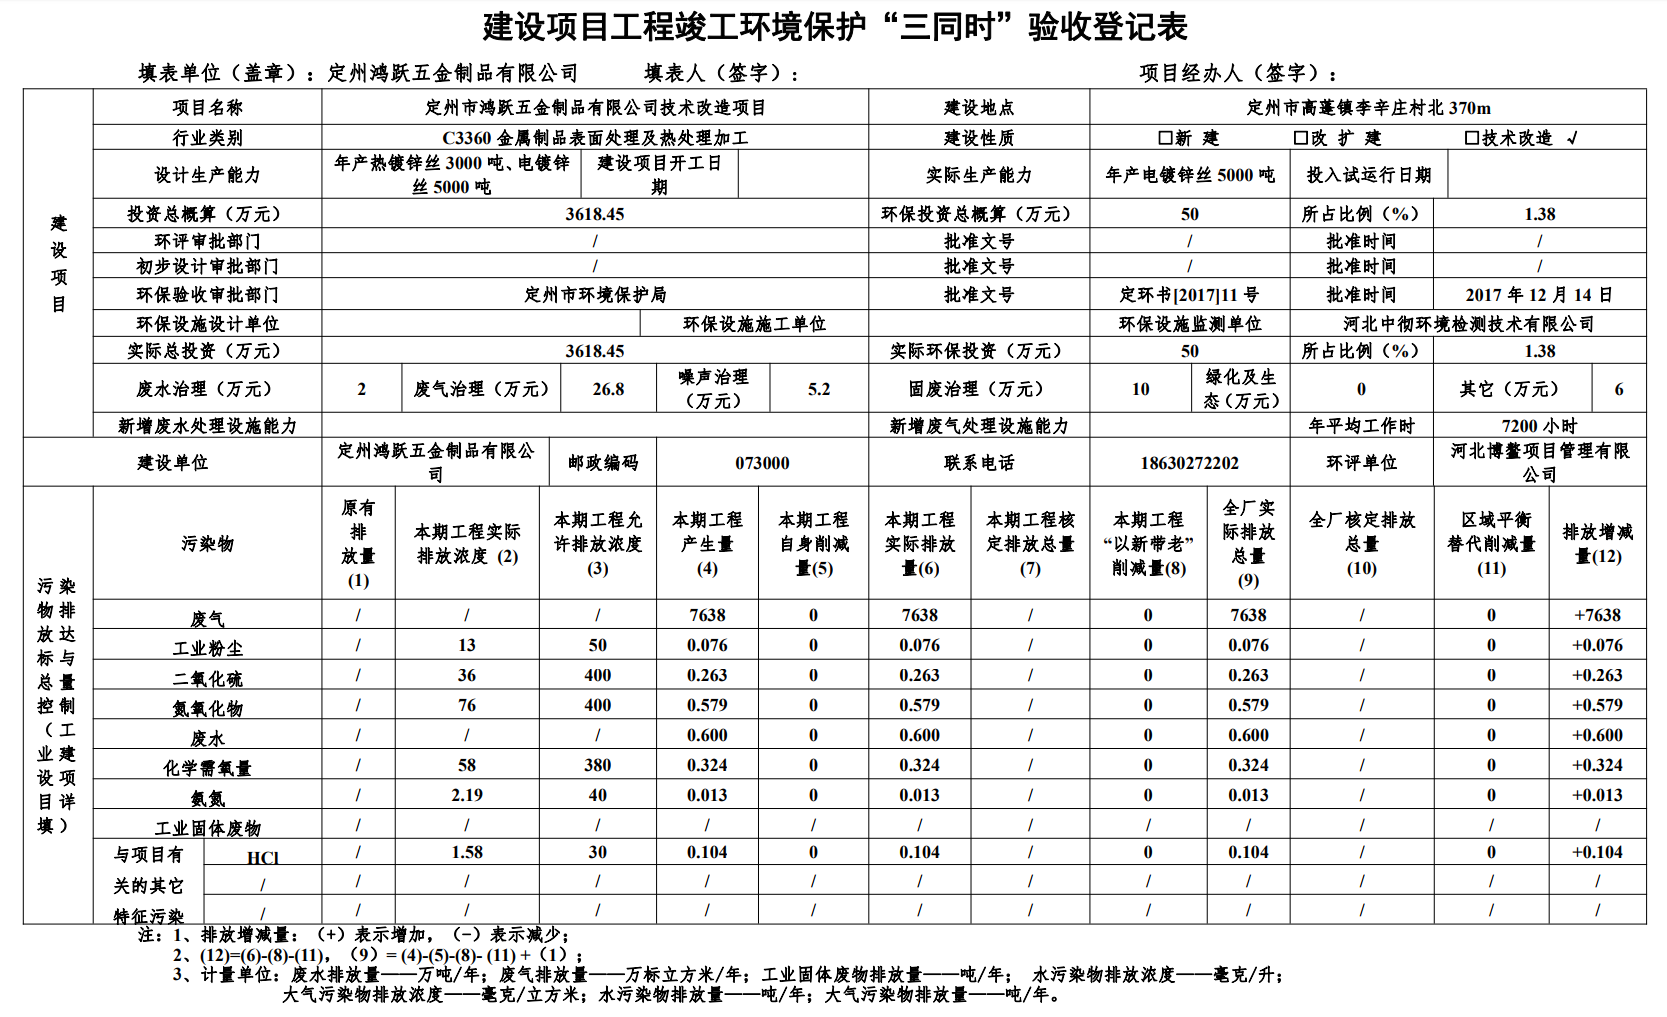 建设项目工程竣工环境保护“三同时”验收登记表
填表单位（盖章）：定州鸿跃五金制品有限公司 填表人（签字）： 项目经办人（签字）：
建设项目
项目名称 定州市鸿跃五金制品有限公司技术改造项目 建设地点 定州市高蓬镇李辛庄村北370m
行业类别 C3360金属制品表面处理及热处理加工 建设性质 □新 建 □改 扩 建 □技术改造 √
设计生产能力 年产热镀锌丝3000吨、电镀锌丝5000吨 建设项目开工日期 实际生产能力 年产电镀锌丝5000吨 投入试运行日期
投资总概算（万元） 3618.45 环保投资总概算（万元） 50 所占比例（%） 1.38
环评审批部门 / 批准文号 / 批准时间 /
初步设计审批部门 / 批准文号 / 批准时间 /
环保验收审批部门 定州市环境保护局 批准文号 定环书[2017]11号 批准时间 2017年12月14日
环保设施设计单位 环保设施施工单位 环保设施监测单位 河北中彻环境检测技术有限公司
实际总投资（万元） 3618.45 实际环保投资（万元） 50 所占比例（%） 1.38
废水治理（万元） 2 废气治理（万元） 26.8 噪声治理（万元） 5.2 固废治理（万元） 10 绿化及生态（万元） 0 其它（万元） 6
新增废水处理设施能力 新增废气处理设施能力 年平均工作时 7200小时
建设单位 定州鸿跃五金制品有限公司 邮政编码 073000 联系电话 18630272202 环评单位 河北博鳌项目管理有限公司
污染物排放达标与总量控制（工业建设项目详填）
污染物 原有排放量(1) 本期工程实际排放浓度 (2) 本期工程允许排放浓度(3) 本期工程产生量(4) 本期工程自身削减量(5) 本期工程实际排放量(6) 本期工程核定排放总量(7) 本期工程“以新带老”削减量(8) 全厂实际排放总量(9) 全厂核定排放总量(10) 区域平衡替代削减量(11) 排放增减量(12)
废气 / / / 7638 0 7638 / 0 7638 / 0 +7638
工业粉尘 / 13 50 0.076 0 0.076 / 0 0.076 / 0 +0.076
二氧化硫 / 36 400 0.263 0 0.263 / 0 0.263 / 0 +0.263
氮氧化物 / 76 400 0.579 0 0.579 / 0 0.579 / 0 +0.579
废水 / / / 0.600 0 0.600 / 0 0.600 / 0 +0.600
化学需氧量 / 58 380 0.324 0 0.324 / 0 0.324 / 0 +0.324
氨氮 / 2.19 40 0.013 0 0.013 / 0 0.013 / 0 +0.013
工业固体废物 / / / / / / / / / / / /
与项目有关的其它特征污染
HCl / 1.58 30 0.104 0 0.104 / 0 0.104 / 0 +0.104
/ / / / / / / / / / / / /
/ / / / / / / / / / / / /
注：1、排放增减量：（+）表示增加，（-）表示减少；
2、(12)=(6)-(8)-(11)，（9）= (4)-(5)-(8)- (11) +（1）；
3、计量单位：废水排放量——万吨/年；废气排放量——万标立方米/年；工业固体废物排放量——吨/年； 水污染物排放浓度——毫克/升；
大气污染物排放浓度——毫克/立方米；水污染物排放量——吨/年；大气污染物排放量——吨/年。